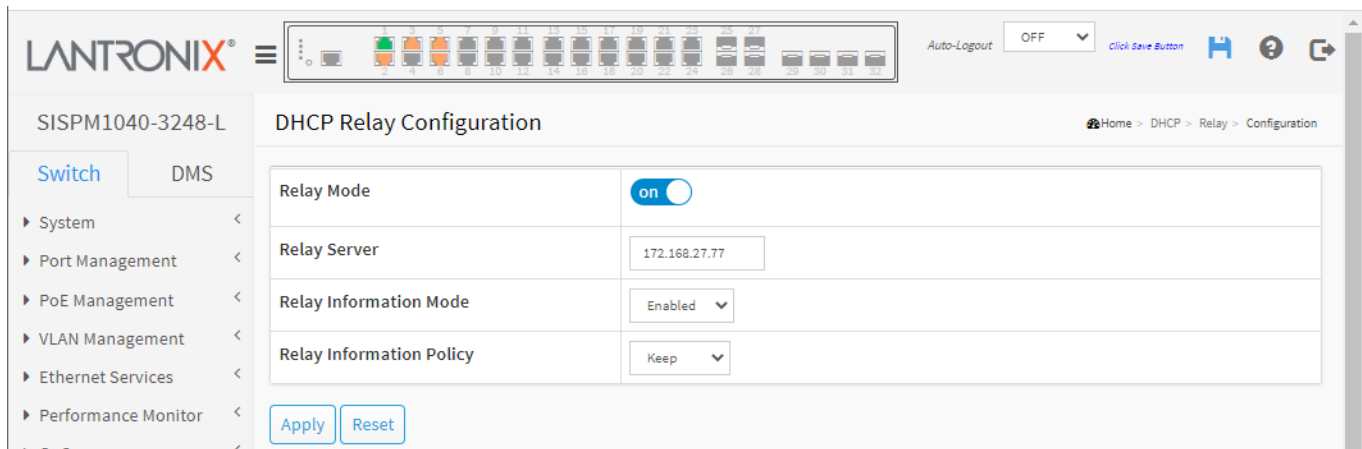 LANTRONIX®
1 3 5 7 9 11 13 15 17 19 21 23 25 27
2 4 6 8 10 12 14 16 18 20 22 24 26 28 29 30 31 32
Auto-Logout OFF Click Save Button
SISPM1040-3248-L
DHCP Relay Configuration
Home > DHCP > Relay > Configuration
Switch DMS
System
Port Management
PoE Management
VLAN Management
Ethernet Services
Performance Monitor
Relay Mode on
Relay Server 172.168.27.77
Relay Information Mode Enabled
Relay Information Policy Keep
Apply Reset